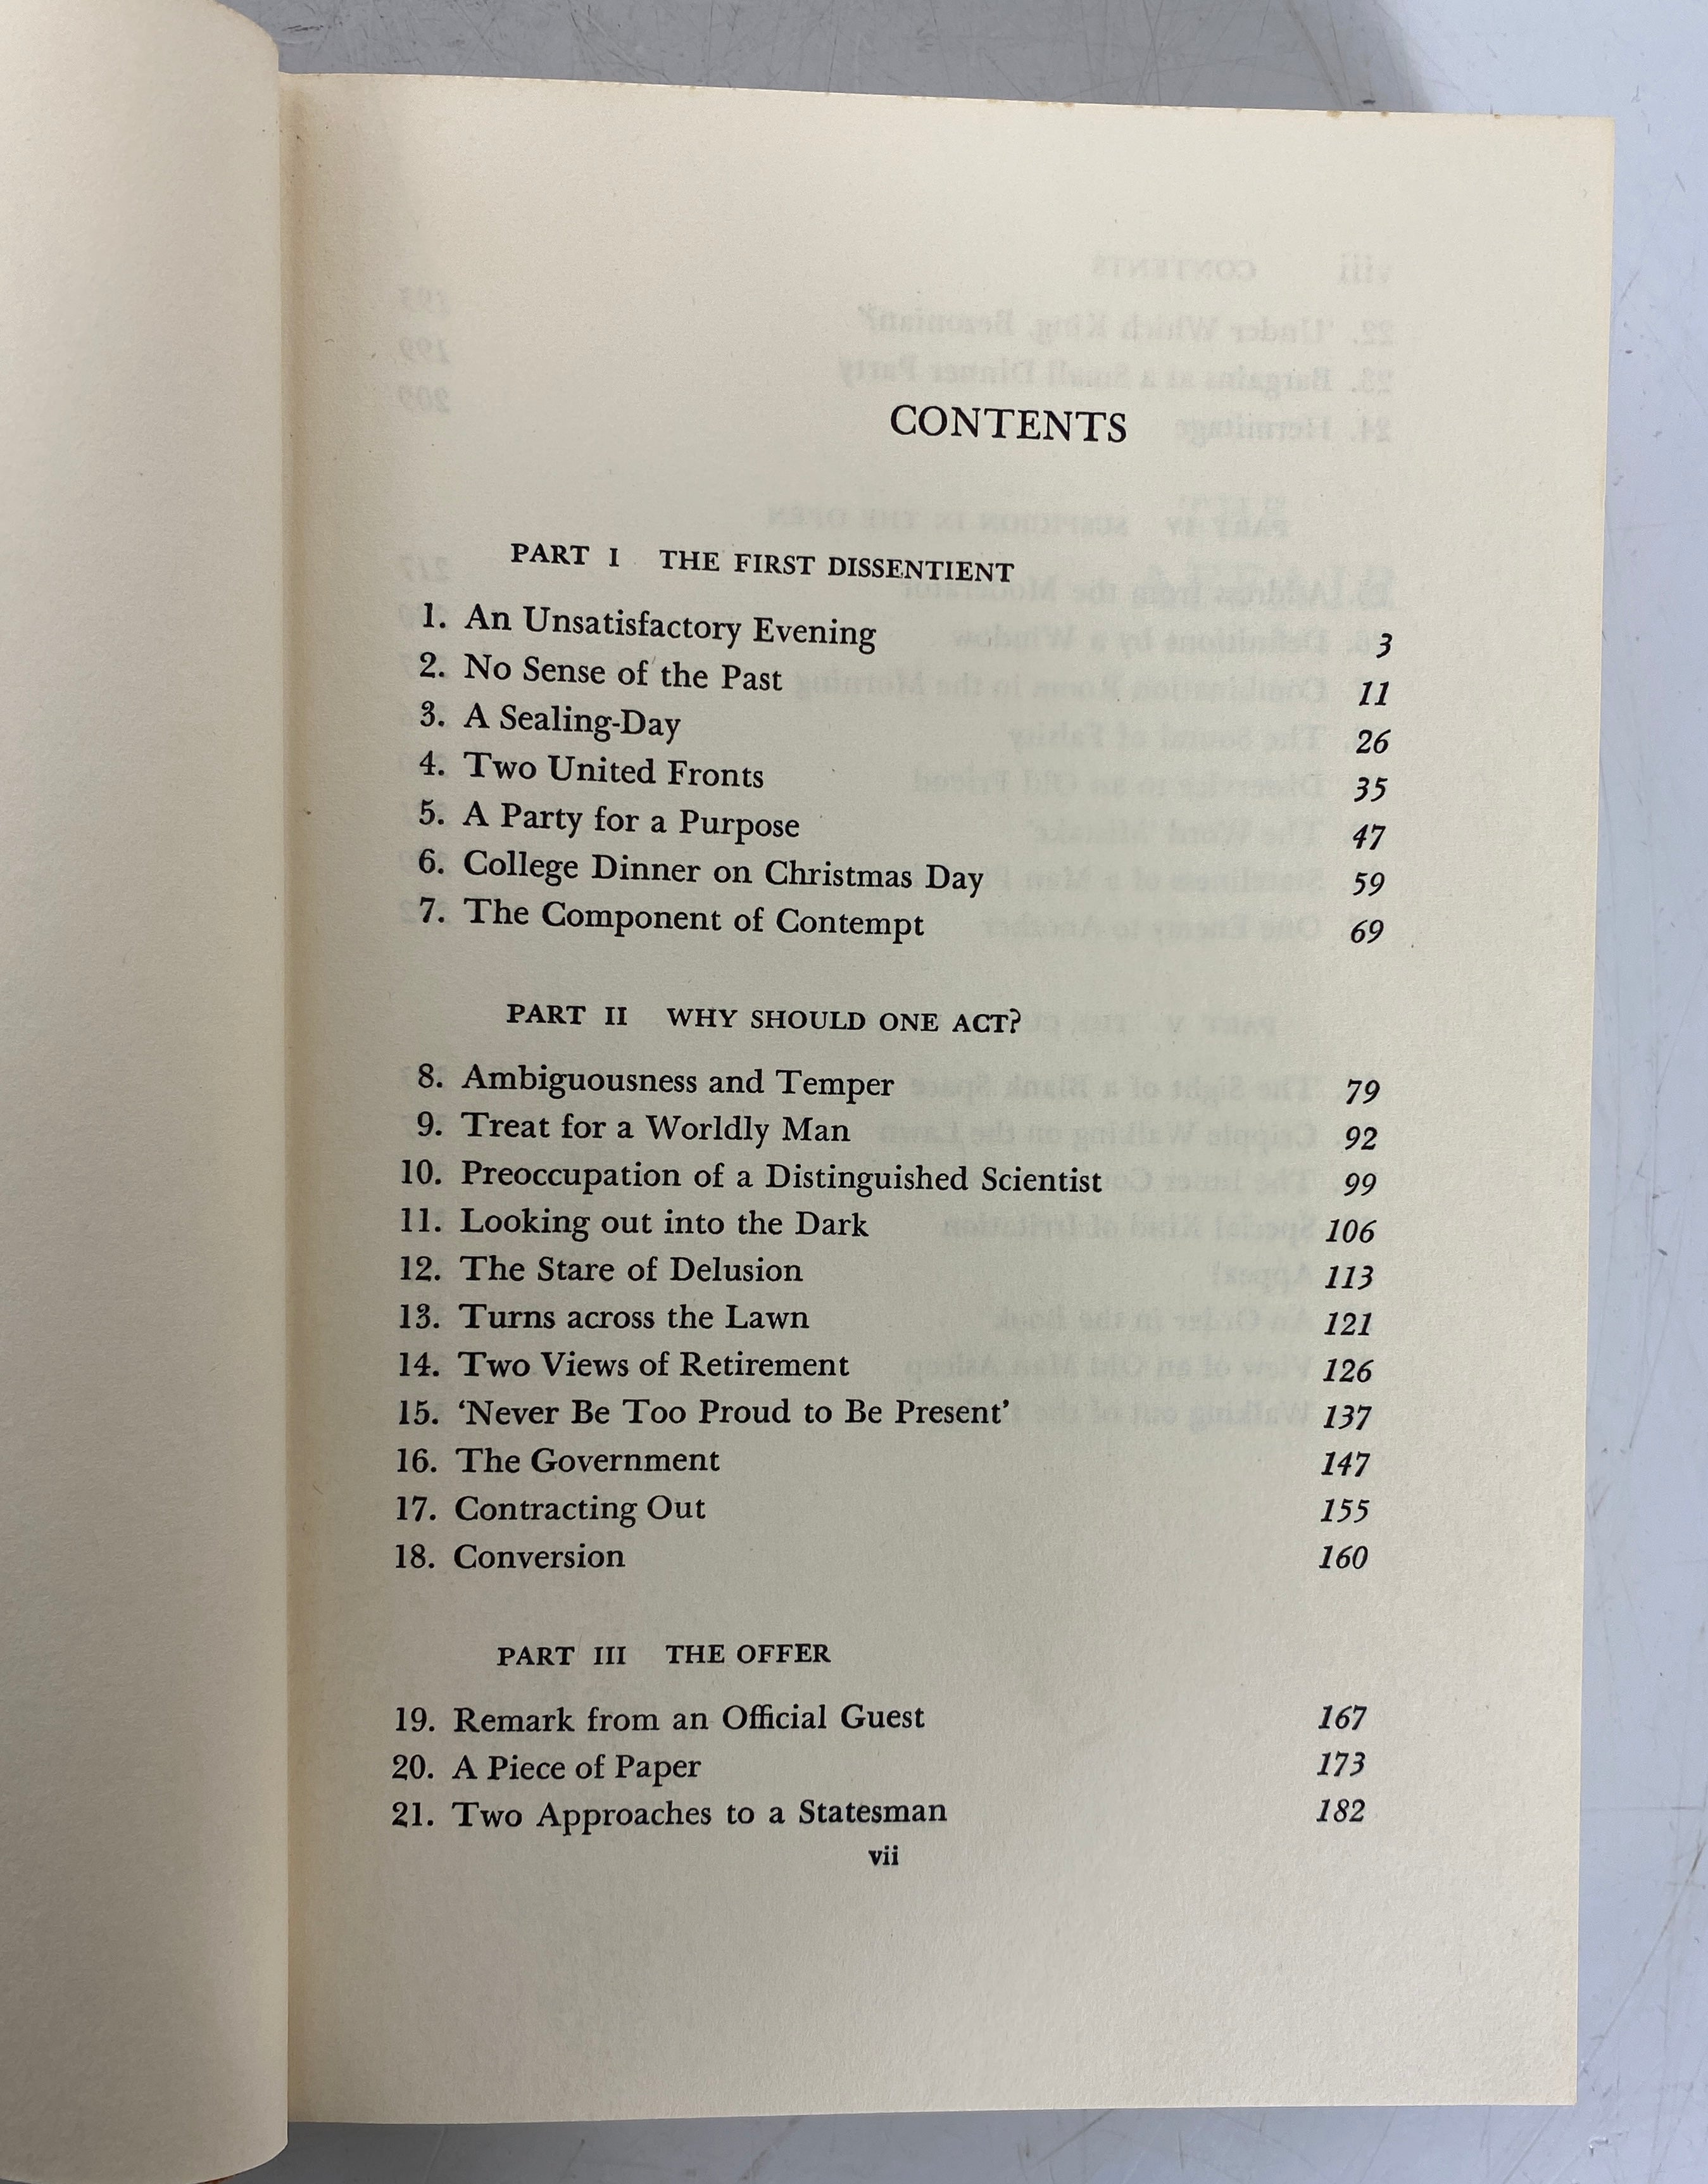 CONTENTS
PART I THE FIRST DISSENTIENT
1. An Unsatisfactory Evening 3
2. No Sense of the Past 11
3. A Sealing-Day 26
4. Two United Fronts 35
5. A Party for a Purpose 47
6. College Dinner on Christmas Day 59
7. The Component of Contempt 69
PART II WHY SHOULD ONE ACT?
8. Ambiguousness and Temper 79
9. Treat for a Worldly Man 92
10. Preoccupation of a Distinguished Scientist 99
11. Looking out into the Dark 106
12. The Stare of Delusion 113
13. Turns across the Lawn 121
14. Two Views of Retirement 126
15. ‘Never Be Too Proud to Be Present’ 137
16. The Government 147
17. Contracting Out 155
18. Conversion 160
PART III THE OFFER
19. Remark from an Official Guest 167
20. A Piece of Paper 173
21. Two Approaches to a Statesman 182
vii